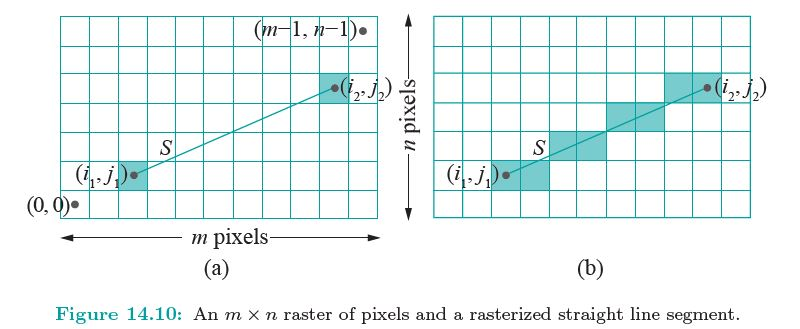 (m−1, n−1)
(i₂, j₂)
S
(i₁, j₁)
(0, 0)
m pixels
(a)
n pixels
(i₂, j₂)
S
(i₁, j₁)
(b)
Figure 14.10: An m × n raster of pixels and a rasterized straight line segment.